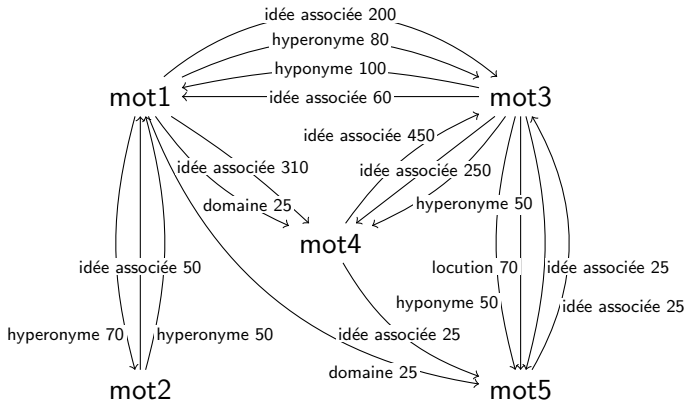 idée associée 200
hyperonyme 80
hyponyme 100
idée associée 60
mot1
mot3
idée associée 450
idée associée 310
idée associée 250
domaine 25
hyperonyme 50
mot4
idée associée 50
locution 70
idée associée 25
hyponyme 50
idée associée 25
hyperonyme 70
hyperonyme 50
idée associée 25
domaine 25
mot2
mot5